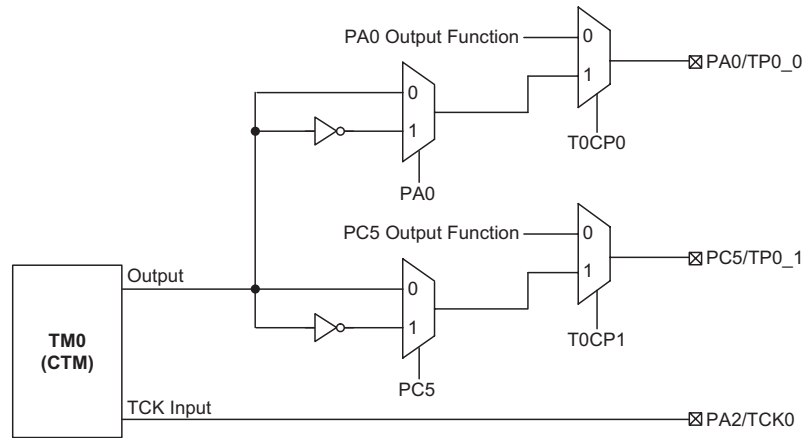 PA0 Output Function
0
1
PA0/TP0_0
0
1
T0CP0
PA0
PC5 Output Function
0
1
PC5/TP0_1
Output
0
1
T0CP1
TM0
(CTM)
PC5
TCK Input
PA2/TCK0